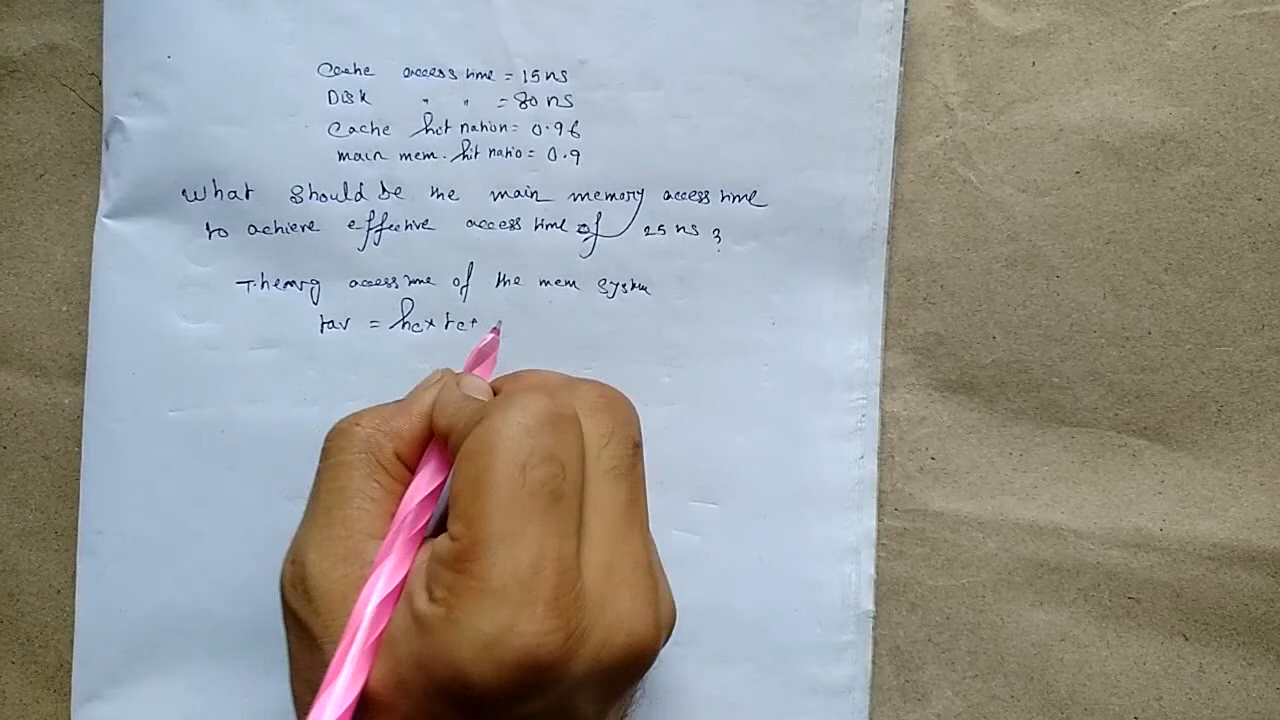 Cache access time = 15 ns
Disk " " = 80 ns
Cache hit nation = 0.96
main mem. hit ratio = 0.9
What should be the main memory access time
to achieve effective access time of 25 ns ?
The avg access time of the mem system
tav = hc* tc+